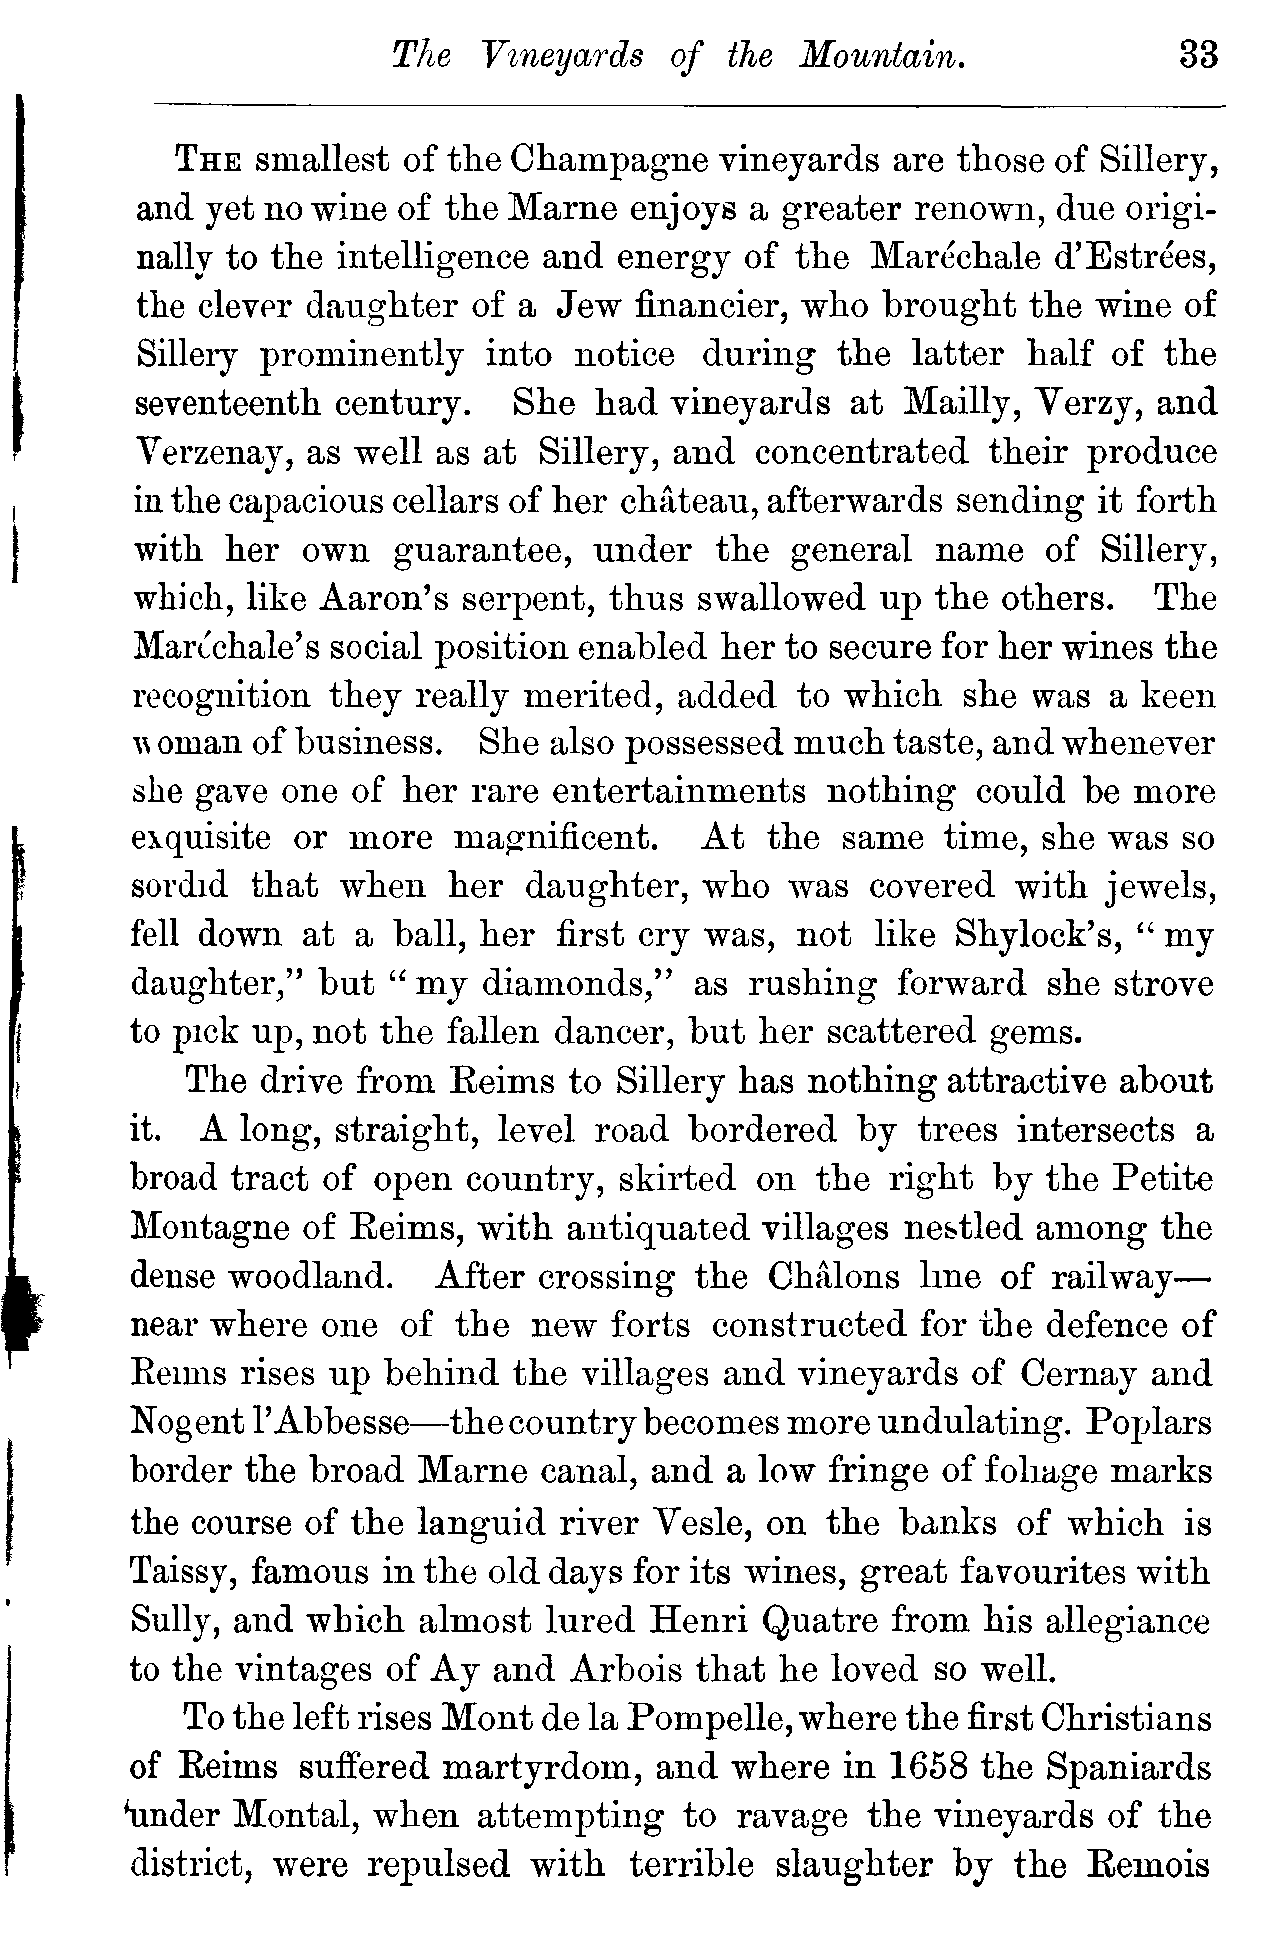 The Vineyards of the Mountain. 33
THE smallest of the Champagne vineyards are those of Sillery,
and yet no wine of the Marne enjoys a greater renown, due origi-
nally to the intelligence and energy of the Maréchale d'Estrées,
the clever daughter of a Jew financier, who brought the wine of
Sillery prominently into notice during the latter half of the
seventeenth century. She had vineyards at Mailly, Verzy, and
Verzenay, as well as at Sillery, and concentrated their produce
in the capacious cellars of her château, afterwards sending it forth
with her own guarantee, under the general name of Sillery,
which, like Aaron's serpent, thus swallowed up the others. The
Maréchale's social position enabled her to secure for her wines the
recognition they really merited, added to which she was a keen
woman of business. She also possessed much taste, and whenever
she gave one of her rare entertainments nothing could be more
exquisite or more magnificent. At the same time, she was so
sordid that when her daughter, who was covered with jewels,
fell down at a ball, her first cry was, not like Shylock's, "my
daughter," but "my diamonds," as rushing forward she strove
to pick up, not the fallen dancer, but her scattered gems.
The drive from Reims to Sillery has nothing attractive about
it. A long, straight, level road bordered by trees intersects a
broad tract of open country, skirted on the right by the Petite
Montagne of Reims, with antiquated villages nestled among the
dense woodland. After crossing the Châlons line of railway—
near where one of the new forts constructed for the defence of
Reims rises up behind the villages and vineyards of Cernay and
Nogent l'Abbesse—the country becomes more undulating. Poplars
border the broad Marne canal, and a low fringe of foliage marks
the course of the languid river Vesle, on the banks of which is
Taissy, famous in the old days for its wines, great favourites with
Sully, and which almost lured Henri Quatre from his allegiance
to the vintages of Ay and Arbois that he loved so well.
To the left rises Mont de la Pompelle, where the first Christians
of Reims suffered martyrdom, and where in 1658 the Spaniards
under Montal, when attempting to ravage the vineyards of the
district, were repulsed with terrible slaughter by the Remois